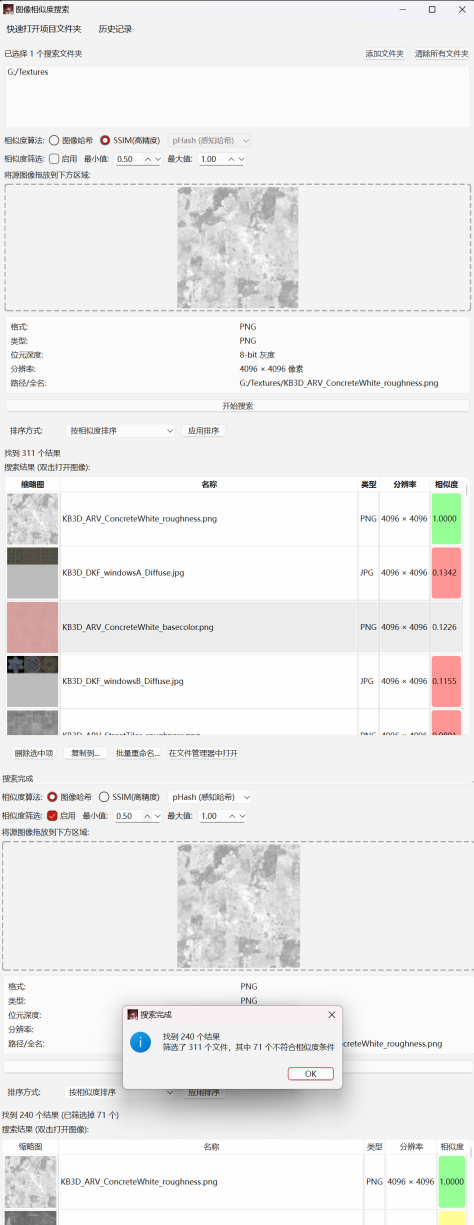 图像相似度搜索
快速打开项目文件夹 历史记录
已选择 1 个搜索文件夹 添加文件夹 清除所有文件夹
G:/Textures
相似度算法: 图像哈希 SSIM(高精度) pHash (感知哈希)
相似度筛选: 启用 最小值: 0.50 最大值: 1.00
将源图像拖放到下方区域:
格式: PNG
类型: PNG
位元深度: 8-bit 灰度
分辨率: 4096 × 4096 像素
路径/全名: G:/Textures/KB3D_ARV_ConcreteWhite_roughness.png
开始搜索
排序方式: 按相似度排序 应用排序
找到 311 个结果
搜索结果 (双击打开图像):
缩略图 名称 类型 分辨率 相似度
KB3D_ARV_ConcreteWhite_roughness.png PNG 4096 × 4096 1.0000
KB3D_DKF_windowsA_Diffuse.jpg JPG 4096 × 4096 0.1342
KB3D_ARV_ConcreteWhite_basecolor.png PNG 4096 × 4096 0.1226
KB3D_DKF_windowsB_Diffuse.jpg JPG 4096 × 4096 0.1155
删除选中项 复制到... 批量重命名... 在文件管理器中打开
搜索完成
相似度算法: 图像哈希 SSIM(高精度) pHash (感知哈希)
相似度筛选: 启用 最小值: 0.50 最大值: 1.00
将源图像拖放到下方区域:
格式: PNG
类型: PNG
位元深度:
分辨率:
路径/全名: creteWhite_roughness.png
搜索完成
找到 240 个结果
筛选了 311 个文件，其中 71 个不符合相似度条件
OK
排序方式: 按相似度排序 应用排序
找到 240 个结果 (已筛选掉 71 个)
搜索结果 (双击打开图像):
缩略图 名称 类型 分辨率 相似度
KB3D_ARV_ConcreteWhite_roughness.png PNG 4096 × 4096 1.0000